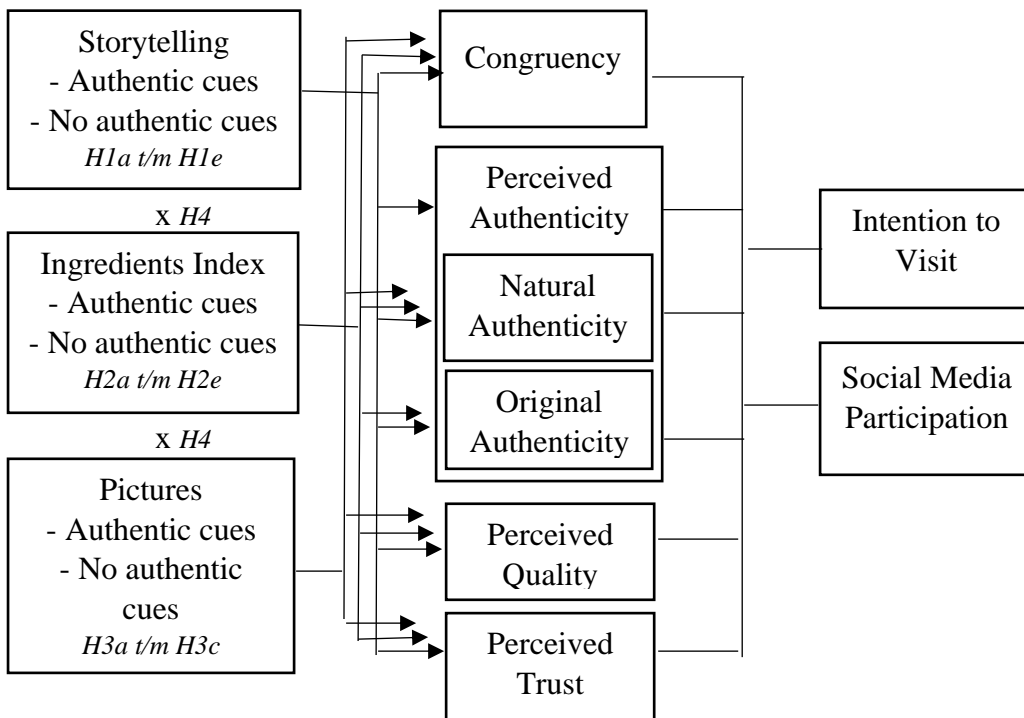 Storytelling
- Authentic cues
- No authentic cues
H1a t/m H1e
x H4
Ingredients Index
- Authentic cues
- No authentic cues
H2a t/m H2e
x H4
Pictures
- Authentic cues
- No authentic
cues
H3a t/m H3c
Congruency
Perceived
Authenticity
Natural
Authenticity
Original
Authenticity
Perceived
Quality
Perceived
Trust
Intention to
Visit
Social Media
Participation